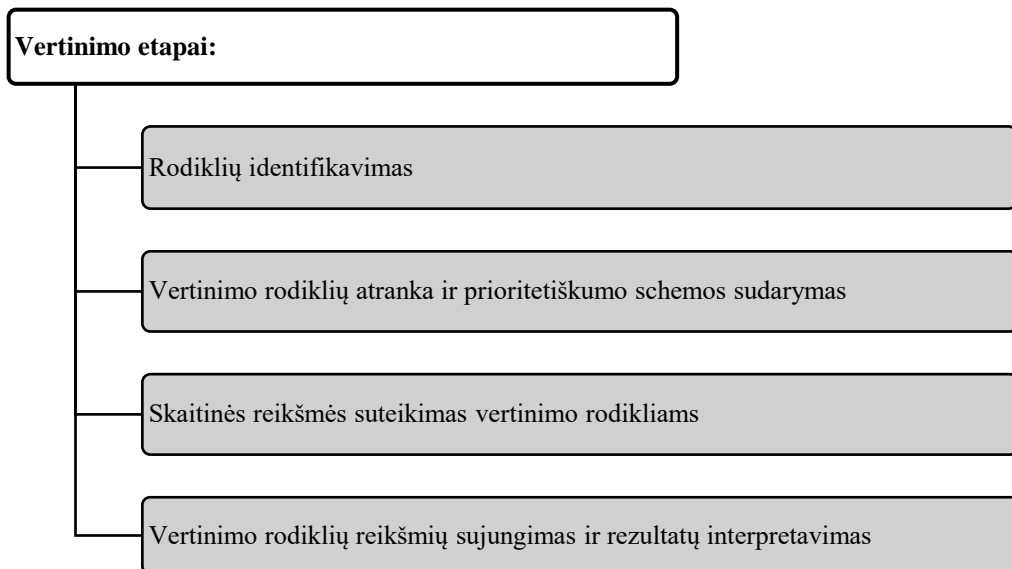 Vertinimo etapai:
Rodiklių identifikavimas
Vertinimo rodiklių atranka ir prioritetiškumo schemos sudarymas
Skaitinės reikšmės suteikimas vertinimo rodikliams
Vertinimo rodiklių reikšmių sujungimas ir rezultatų interpretavimas